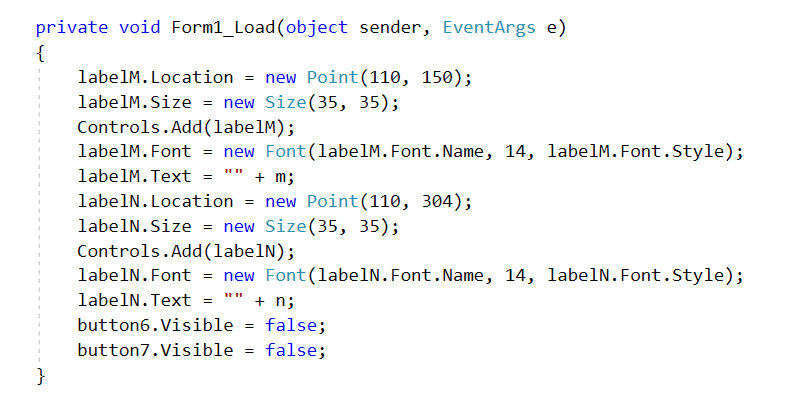 private void Form1_Load(object sender, EventArgs e)
{
labelM.Location = new Point(110, 150);
labelM.Size = new Size(35, 35);
Controls.Add(labelM);
labelM.Font = new Font(labelM.Font.Name, 14, labelM.Font.Style);
labelM.Text = "" + m;
labelN.Location = new Point(110, 304);
labelN.Size = new Size(35, 35);
Controls.Add(labelN);
labelN.Font = new Font(labelN.Font.Name, 14, labelN.Font.Style);
labelN.Text = "" + n;
button6.Visible = false;
button7.Visible = false;
}